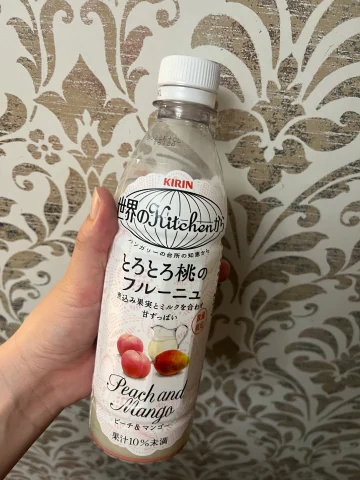 KIRIN
世界のKitchenから
ハンガリーの台所の知恵から
とろとろ桃の
フルーニュ
煮込み果実とミルクを合わせ
甘ずっぱい
Peach and
Mango
ピーチ&マンゴー
果汁10%未満